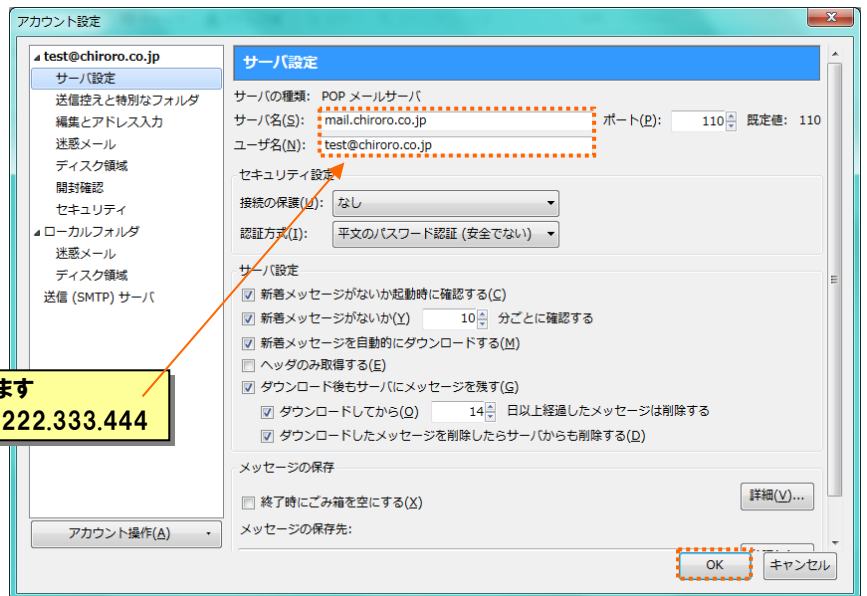 アカウント設定
test@chiroro.co.jp
サーバ設定
送信控えと特別なフォルダ
編集とアドレス入力
迷惑メール
ディスク領域
開封確認
セキュリティ
ローカルフォルダ
迷惑メール
ディスク領域
送信 (SMTP) サーバ
アカウント操作(A)
サーバ設定
サーバの種類: POP メールサーバ
サーバ名(S): mail.chiroro.co.jp ポート(P): 110 既定値: 110
ユーザ名(N): test@chiroro.co.jp
セキュリティ設定
接続の保護(U): なし
認証方式(I): 平文のパスワード認証 (安全でない)
サーバ設定
新着メッセージがないか起動時に確認する(C)
新着メッセージがないか(Y) 10 分ごとに確認する
新着メッセージを自動的にダウンロードする(M)
ヘッダのみ取得する(E)
ダウンロード後もサーバにメッセージを残す(G)
ダウンロードしてから(O) 14 日以上経過したメッセージは削除する
ダウンロードしたメッセージを削除したらサーバからも削除する(D)
ます
222.333.444
メッセージの保存
終了時にごみ箱を空にする(X)
詳細(V)...
メッセージの保存先:
OK キャンセル